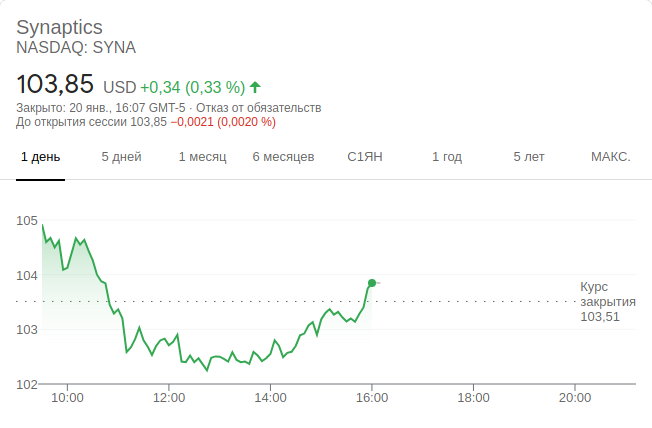 Synaptics
NASDAQ: SYNA
103,85 USD +0,34 (0,33 %)
Закрыто: 20 янв., 16:07 GMT-5 · Отказ от обязательств
До открытия сессии 103,85 −0,0021 (0,0020 %)
1 день 5 дней 1 месяц 6 месяцев С1ЯН 1 год 5 лет МАКС.
105
104
Курс
закрытия
103,51
103
102
10:00 12:00 14:00 16:00 18:00 20:00